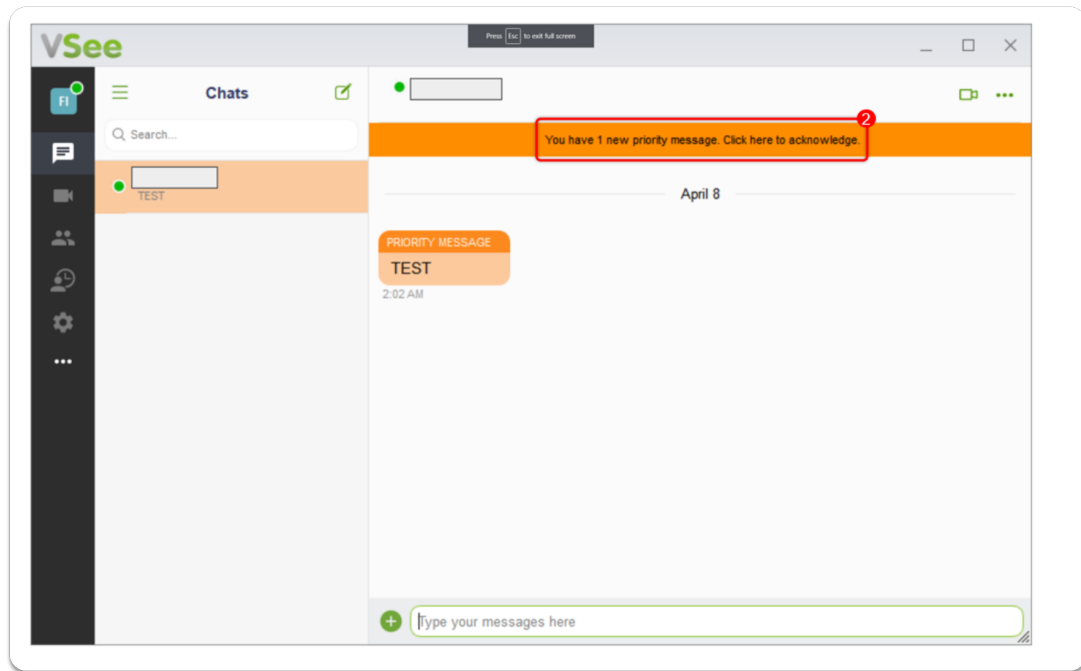 VSee
Press Esc to exit full screen
FI
Chats
Search...
2
You have 1 new priority message. Click here to acknowledge.
TEST
April 8
PRIORITY MESSAGE
TEST
2:02 AM
Type your messages here